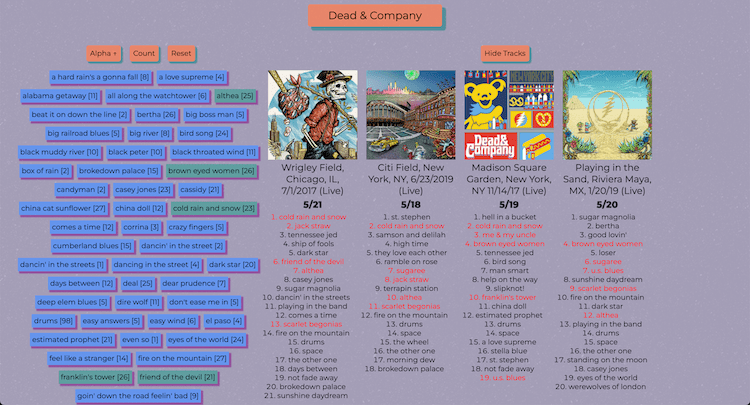 Dead & Company
Alpha ↑ Count Reset
a hard rain's a gonna fall [8] a love supreme [4]
alabama getaway [11] all along the watchtower [6] althea [25]
beat it on down the line [2] bertha [26] big boss man [5]
big railroad blues [5] big river [8] bird song [24]
black muddy river [10] black peter [10] black throated wind [11]
box of rain [2] brokedown palace [15] brown eyed women [26]
candyman [2] casey jones [23] cassidy [21]
china cat sunflower [27] china doll [12] cold rain and snow [23]
comes a time [12] corrina [3] crazy fingers [5]
cumberland blues [15] dancin' in the street [2]
dancin' in the streets [1] dancing in the street [4] dark star [20]
days between [12] deal [25] dear prudence [7]
deep elem blues [5] dire wolf [11] don't ease me in [5]
drums [98] easy answers [5] easy wind [6] el paso [4]
estimated prophet [21] even so [1] eyes of the world [24]
feel like a stranger [14] fire on the mountain [27]
franklin's tower [26] friend of the devil [21]
goin' down the road feelin' bad [9]
Hide Tracks
Wrigley Field,
Chicago, IL,
7/1/2017 (Live)
5/21
1. cold rain and snow
2. jack straw
3. tennessee jed
4. ship of fools
5. dark star
6. friend of the devil
7. althea
8. casey jones
9. sugar magnolia
10. dancin' in the streets
11. playing in the band
12. comes a time
13. scarlet begonias
14. fire on the mountain
15. drums
16. space
17. the other one
18. days between
19. not fade away
20. brokedown palace
21. sunshine daydream
Citi Field, New
York, NY, 6/23/2019
(Live)
5/18
1. st. stephen
2. cold rain and snow
3. samson and delilah
4. high time
5. they love each other
6. ramble on rose
7. sugaree
8. jack straw
9. terrapin station
10. althea
11. scarlet begonias
12. fire on the mountain
13. drums
14. space
15. the wheel
16. the other one
17. morning dew
18. brokedown palace
DEAD &
COMPANY
Madison Square
Garden, New York,
NY 11/14/17 (Live)
5/19
1. hell in a bucket
2. cold rain and snow
3. me & my uncle
4. brown eyed women
5. tennessee jed
6. bird song
7. man smart
8. help on the way
9. slipknot!
10. franklin's tower
11. china doll
12. estimated prophet
13. drums
14. space
15. a love supreme
16. stella blue
17. st. stephen
18. not fade away
19. u.s. blues
Playing in the
Sand, Riviera Maya,
MX, 1/20/19 (Live)
5/20
1. sugar magnolia
2. bertha
3. good lovin'
4. brown eyed women
5. loser
6. sugaree
7. u.s. blues
8. sunshine daydream
9. scarlet begonias
10. fire on the mountain
11. dark star
12. althea
13. playing in the band
14. drums
15. space
16. the other one
17. standing on the moon
18. casey jones
19. eyes of the world
20. werewolves of london